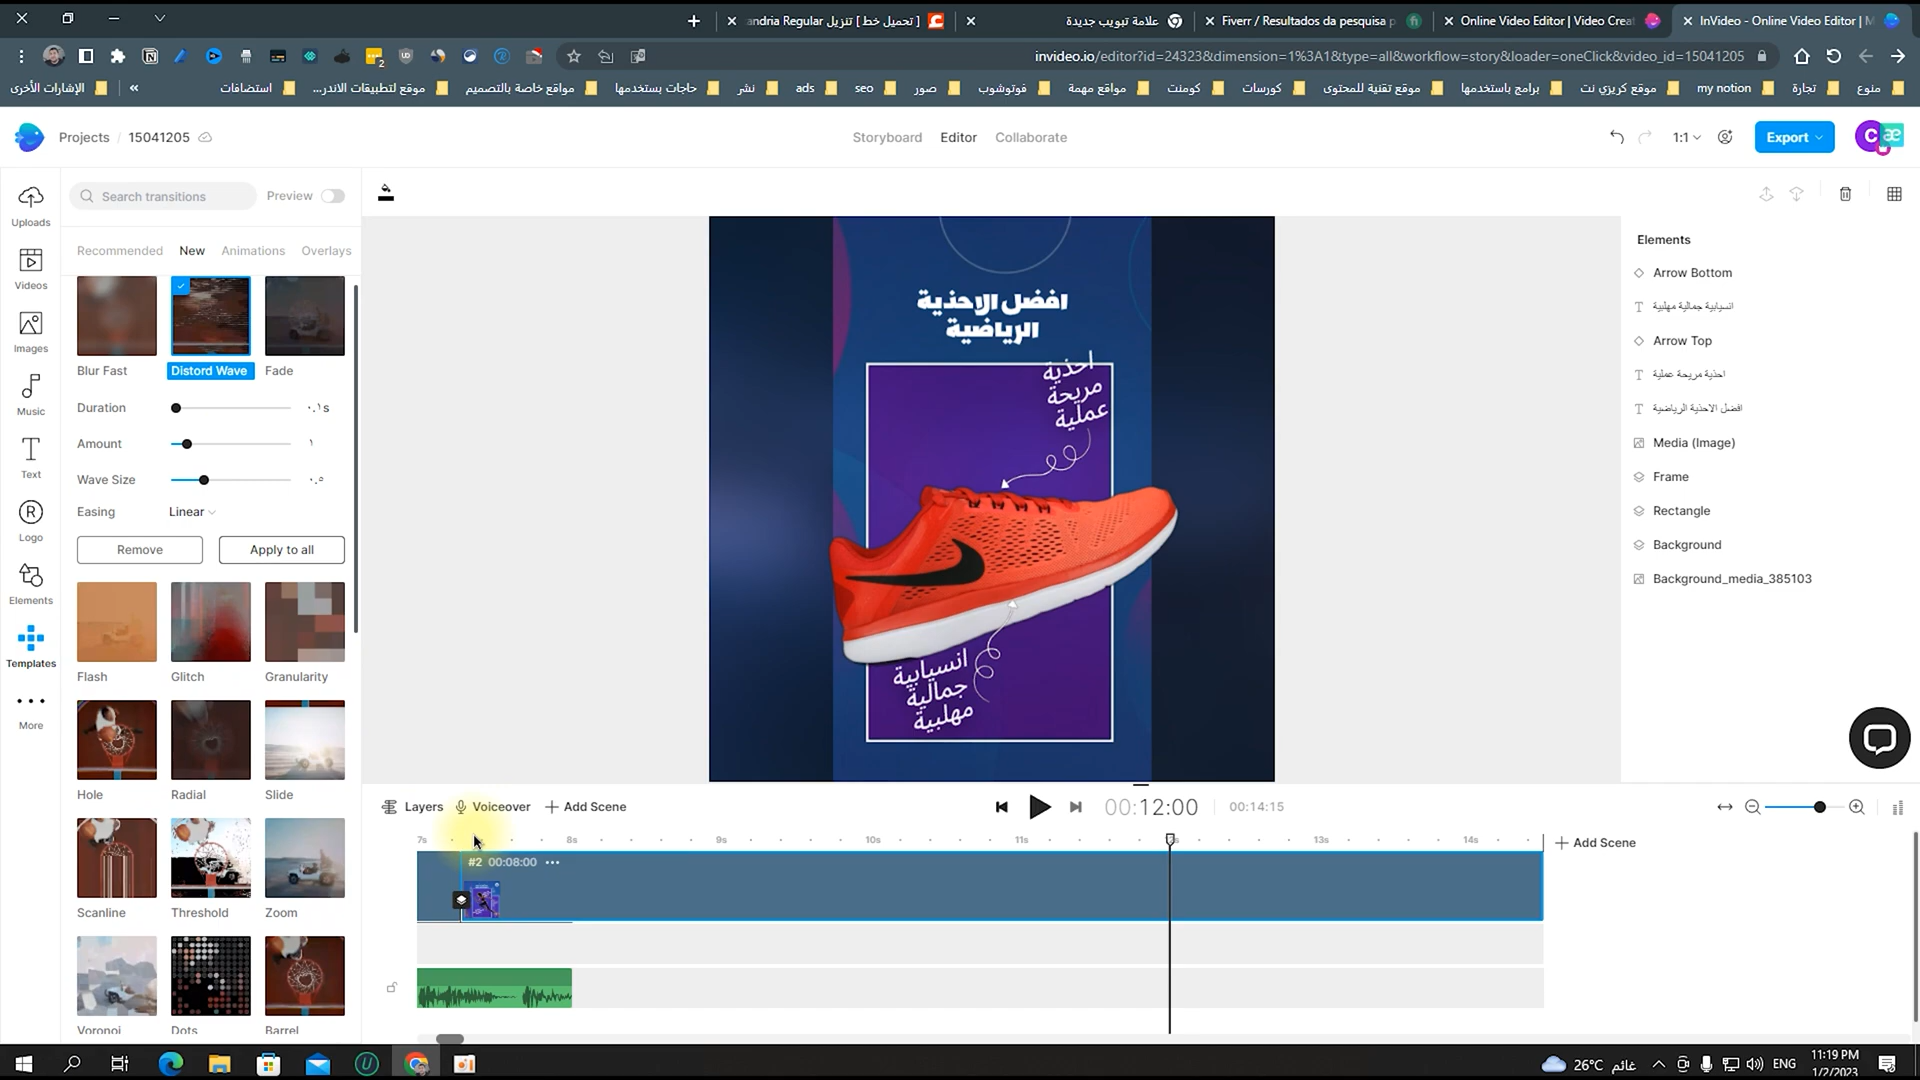 [ تحميل خط ] تنزيل andria Regular
علامة تبويب جديدة
Fiverr / Resultados da pesquisa p
Online Video Editor | Video Creat
InVideo - Online Video Editor | M
invideo.io/editor?id=24323&dimension=1%3A1&type=all&workflow=story&loader=oneClick&video_id=15041205
الإشارات الأخرى
«
استضافات
موقع لتطبيقات الاندر...
مواقع خاصة بالتصميم
حاجات بستخدمها
نشر
ads
seo
صور
فوتوشوب
مواقع مهمة
كومنت
كورسات
موقع تقنية للمحتوى
برامج باستخدمها
موقع كريزي نت
my notion
تجارة
منوع
Projects / 15041205
Storyboard
Editor
Collaborate
1:1
Export
C
æ
Uploads
Videos
Images
Music
Text
Logo
Elements
Templates
More
Search transitions
Preview
Recommended
New
Animations
Overlays
Blur Fast
Distord Wave
Fade
Duration
٠.١s
Amount
١
Wave Size
٠.٥
Easing
Linear
Remove
Apply to all
Flash
Glitch
Granularity
Hole
Radial
Slide
Scanline
Threshold
Zoom
Voronoi
Dots
Barrel
افضل الاحذية
الرياضية
احذية
مريحة
عملية
انسيابية
جمالية
مهلبية
Elements
Arrow Bottom
انسيابية جمالية مهلبية
Arrow Top
احذية مريحة عملية
افضل الاحذية الرياضية
Media (Image)
Frame
Rectangle
Background
Background_media_385103
Layers
Voiceover
Add Scene
00:12:00
00:14:15
7s
8s
9s
10s
11s
13s
14s
#2 00:08:00
Add Scene
26°C غائم
ENG
11:19 PM
1/2/2023